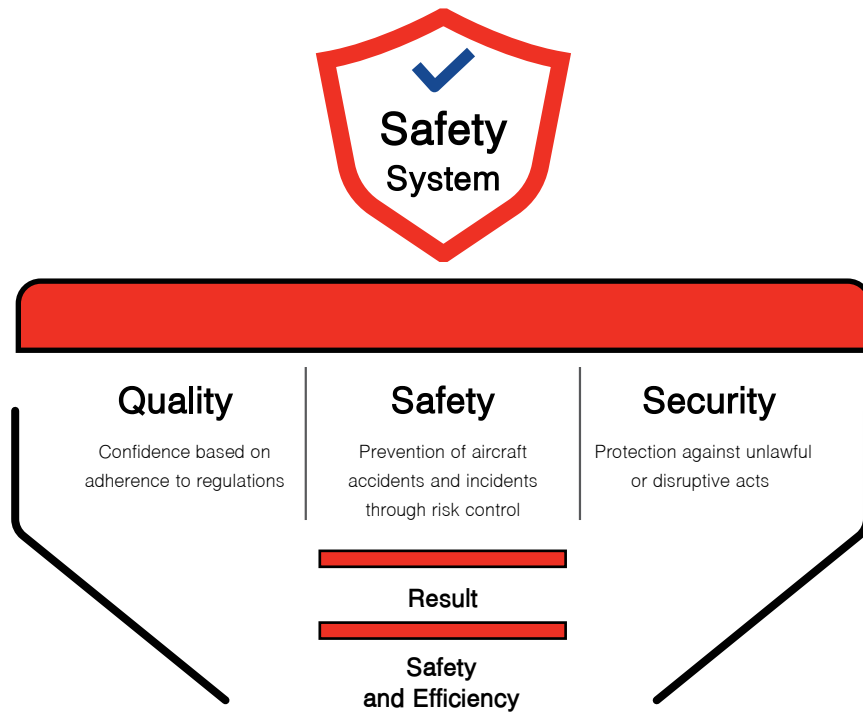 Safety
System
Quality
Confidence based on
adherence to regulations
Safety
Prevention of aircraft
accidents and incidents
through risk control
Security
Protection against unlawful
or disruptive acts
Result
Safety
and Efficiency